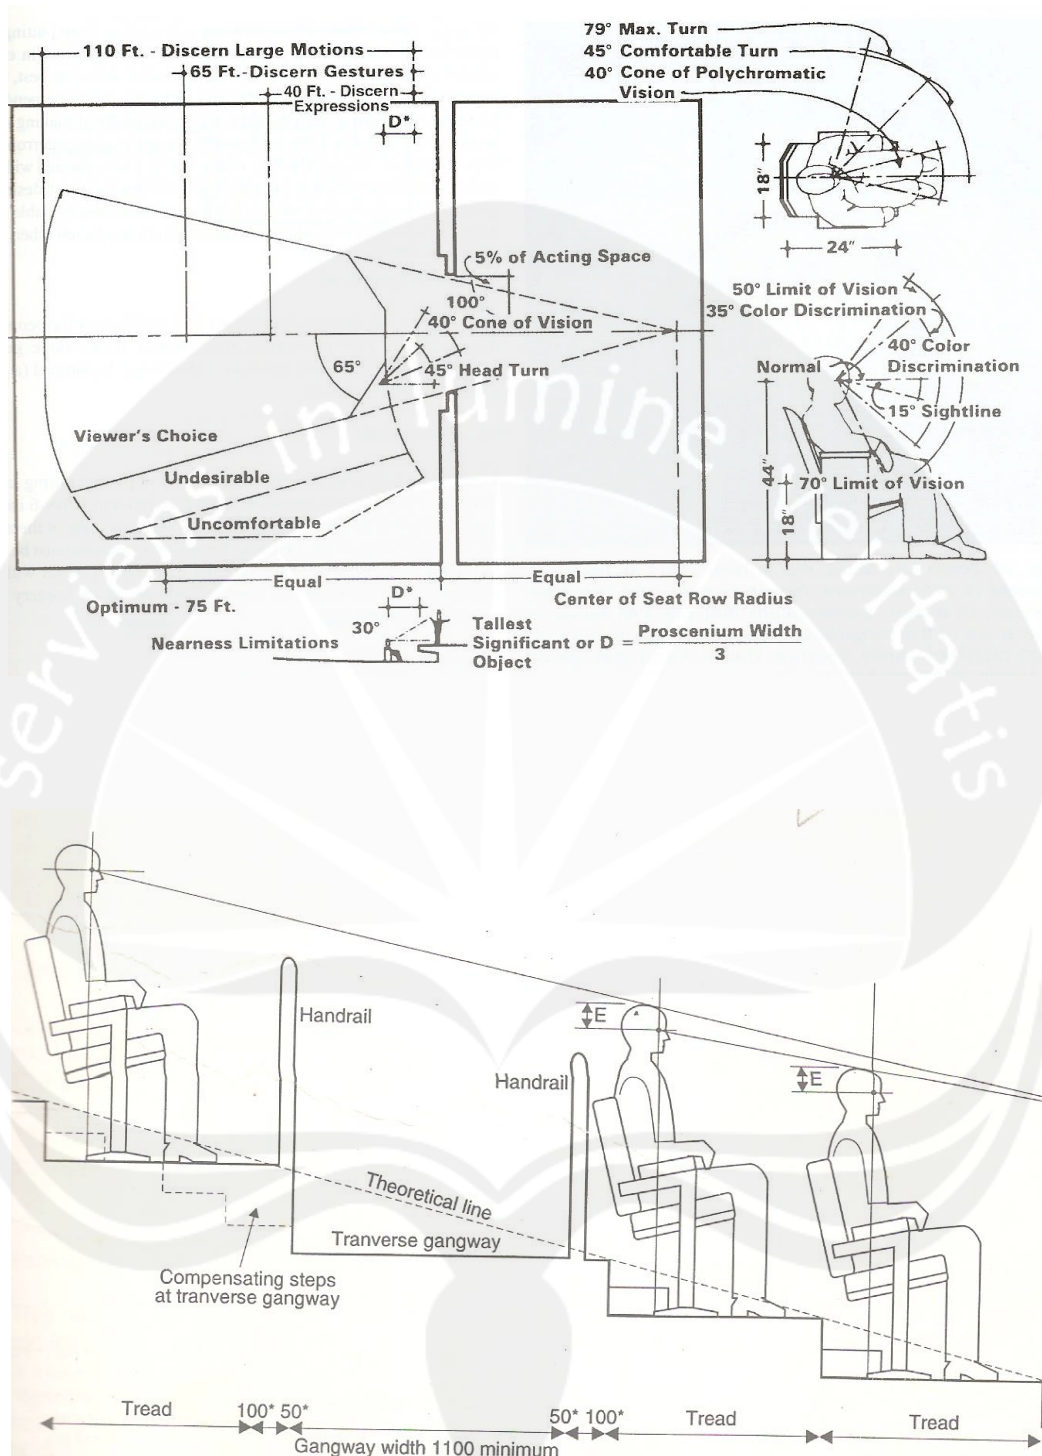 110 Ft. - Discern Large Motions
65 Ft.-Discern Gestures
40 Ft. - Discern
Expressions
D*
79° Max. Turn
45° Comfortable Turn
40° Cone of Polychromatic
Vision
18"
24"
5% of Acting Space
100°
40° Cone of Vision
65°
45° Head Turn
Viewer's Choice
Undesirable
Uncomfortable
50° Limit of Vision
35° Color Discrimination
40° Color
Discrimination
Normal
15° Sightline
44"
70° Limit of Vision
18"
Equal
Equal
Optimum - 75 Ft.
Center of Seat Row Radius
D*
30°
Nearness Limitations
Tallest
Significant or D = Proscenium Width
3
Object
serviens in lumine veritatis
E
Handrail
Handrail
E
Theoretical line
Tranverse gangway
Compensating steps
at tranverse gangway
Tread
100* 50*
50* 100*
Tread
Tread
Gangway width 1100 minimum